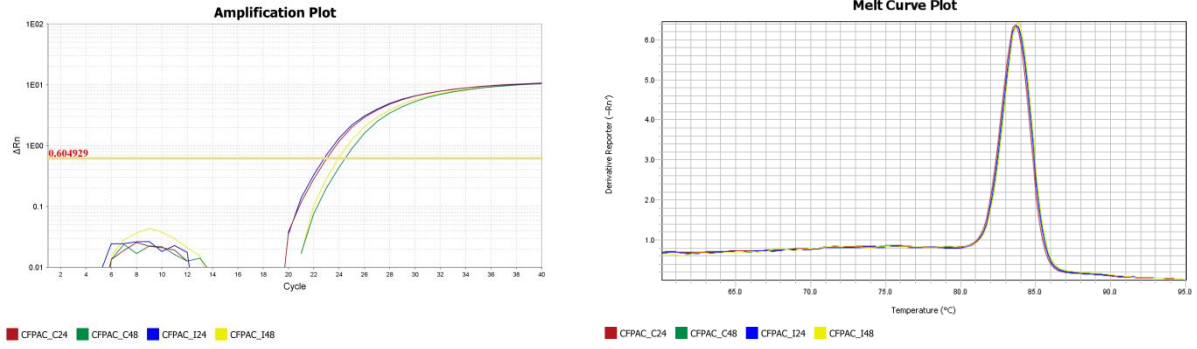 Amplification Plot
1E02
1E01
1E00
0.1
0.01
ΔRn
0.604929
2 4 6 8 10 12 14 16 18 20 22 24 26 28 30 32 34 36 38 40
Cycle
CFPAC_C24 CFPAC_C48 CFPAC_I24 CFPAC_I48
Melt Curve Plot
6.0
5.0
4.0
3.0
2.0
1.0
Derivative Reporter (-Rn')
65.0 70.0 75.0 80.0 85.0 90.0 95.0
Temperature (°C)
CFPAC_C24 CFPAC_C48 CFPAC_I24 CFPAC_I48